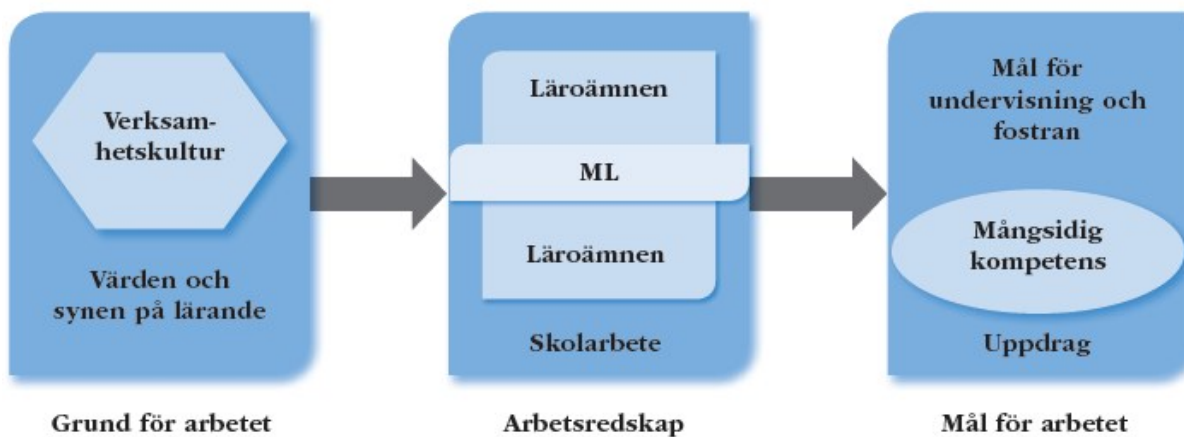 Verksam-
hetskultur
Värden och
synen på lärande
Grund för arbetet
Läroämnen
ML
Läroämnen
Skolarbete
Arbetsredskap
Mål för
undervisning och
fostran
Mångsidig
kompetens
Uppdrag
Mål för arbetet